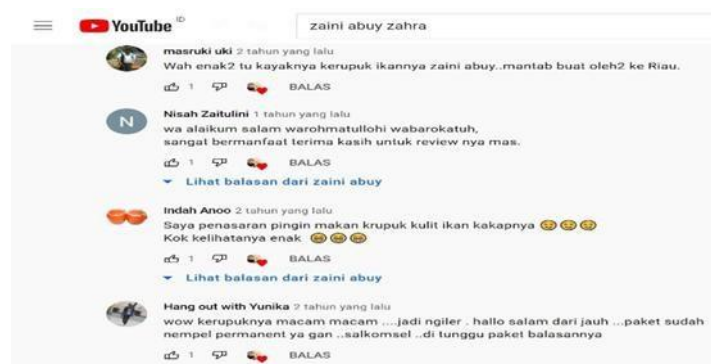 YouTube ID
zaini abuy zahra
masruki uki 2 tahun yang lalu
Wah enak2 tu kayaknya kerupuk ikannya zaini abuy..mantab buat oleh2 ke Riau.
1 BALAS
N
Nisah Zaitulini 1 tahun yang lalu
wa alaikum salam warohmatullohi wabarokatuh,
sangat bermanfaat terima kasih untuk review nya mas.
1 BALAS
Lihat balasan dari zaini abuy
Indah Anoo 2 tahun yang lalu
Saya penasaran pingin makan krupuk kulit ikan kakapnya 😋😋😋
Kok kelihatanya enak 😁😁😁
1 BALAS
Lihat balasan dari zaini abuy
Hang out with Yunika 2 tahun yang lalu
wow kerupuknya macam macam ....jadi ngiler . hallo salam dari jauh ...paket sudah
nempel permanent ya gan ..salkomsel ..di tunggu paket balasannya
1 BALAS